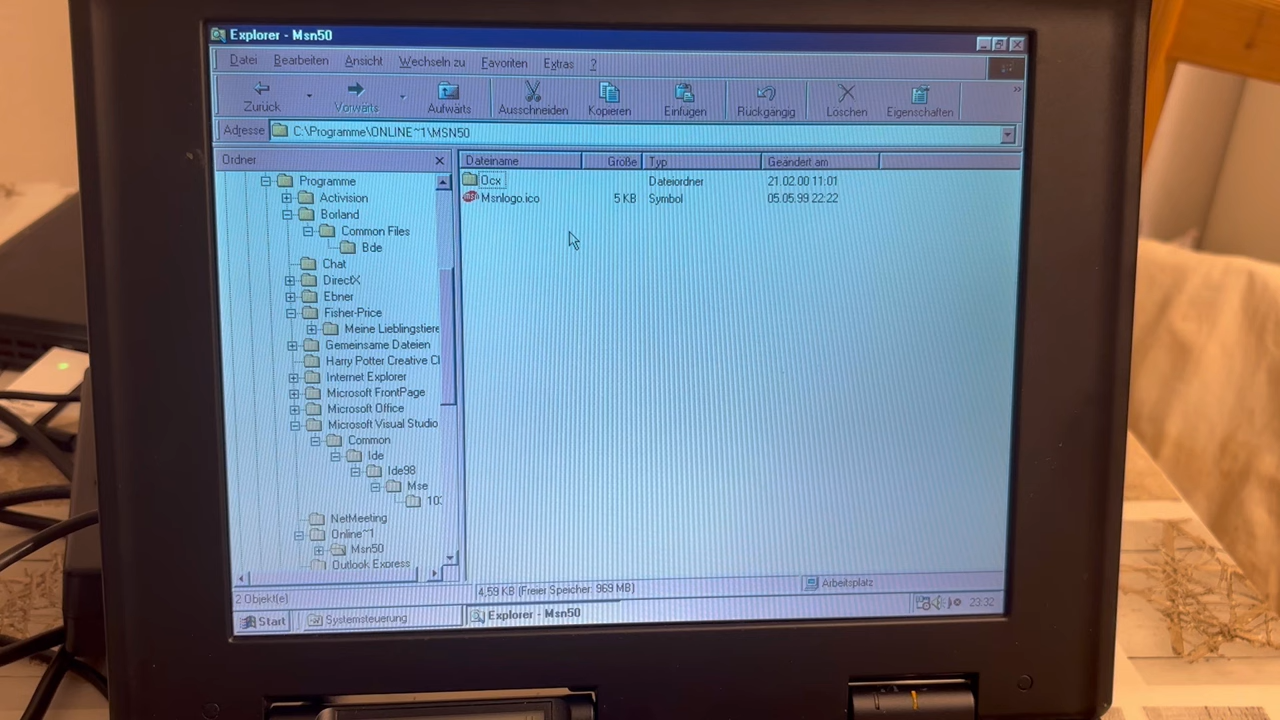 Explorer - Msn50
Datei Bearbeiten Ansicht Wechseln zu Favoriten Extras ?
Zurück Vorwärts Aufwärts Ausschneiden Kopieren Einfügen Rückgängig Löschen Eigenschaften »
Adresse C:\Programme\ONLINE~1\MSN50
Ordner
Programme
Activision
Borland
Common Files
Bde
Chat
DirectX
Ebner
Fisher-Price
Meine Lieblingstiere
Gemeinsame Dateien
Harry Potter Creative Cl
Internet Explorer
Microsoft FrontPage
Microsoft Office
Microsoft Visual Studio
Common
Ide
Ide98
Mse
NetMeeting
Online~1
Msn50
Outlook Express
Dateiname Größe Typ Geändert am
Ocx Dateiordner 21.02.00 11:01
Msnlogo.ico 5 KB Symbol 05.05.99 22:22
2 Objekt(e) 4,59 KB (Freier Speicher: 969 MB) Arbeitsplatz
Start Systemsteuerung Explorer - Msn50 23:32